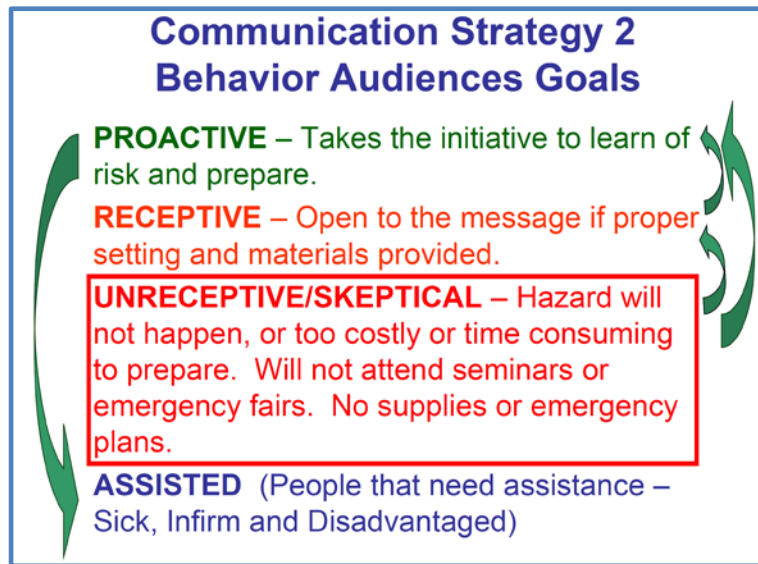 Communication Strategy 2
Behavior Audiences Goals
PROACTIVE – Takes the initiative to learn of
risk and prepare.
RECEPTIVE – Open to the message if proper
setting and materials provided.
UNRECEPTIVE/SKEPTICAL – Hazard will
not happen, or too costly or time consuming
to prepare.  Will not attend seminars or
emergency fairs.  No supplies or emergency
plans.
ASSISTED  (People that need assistance –
Sick, Infirm and Disadvantaged)